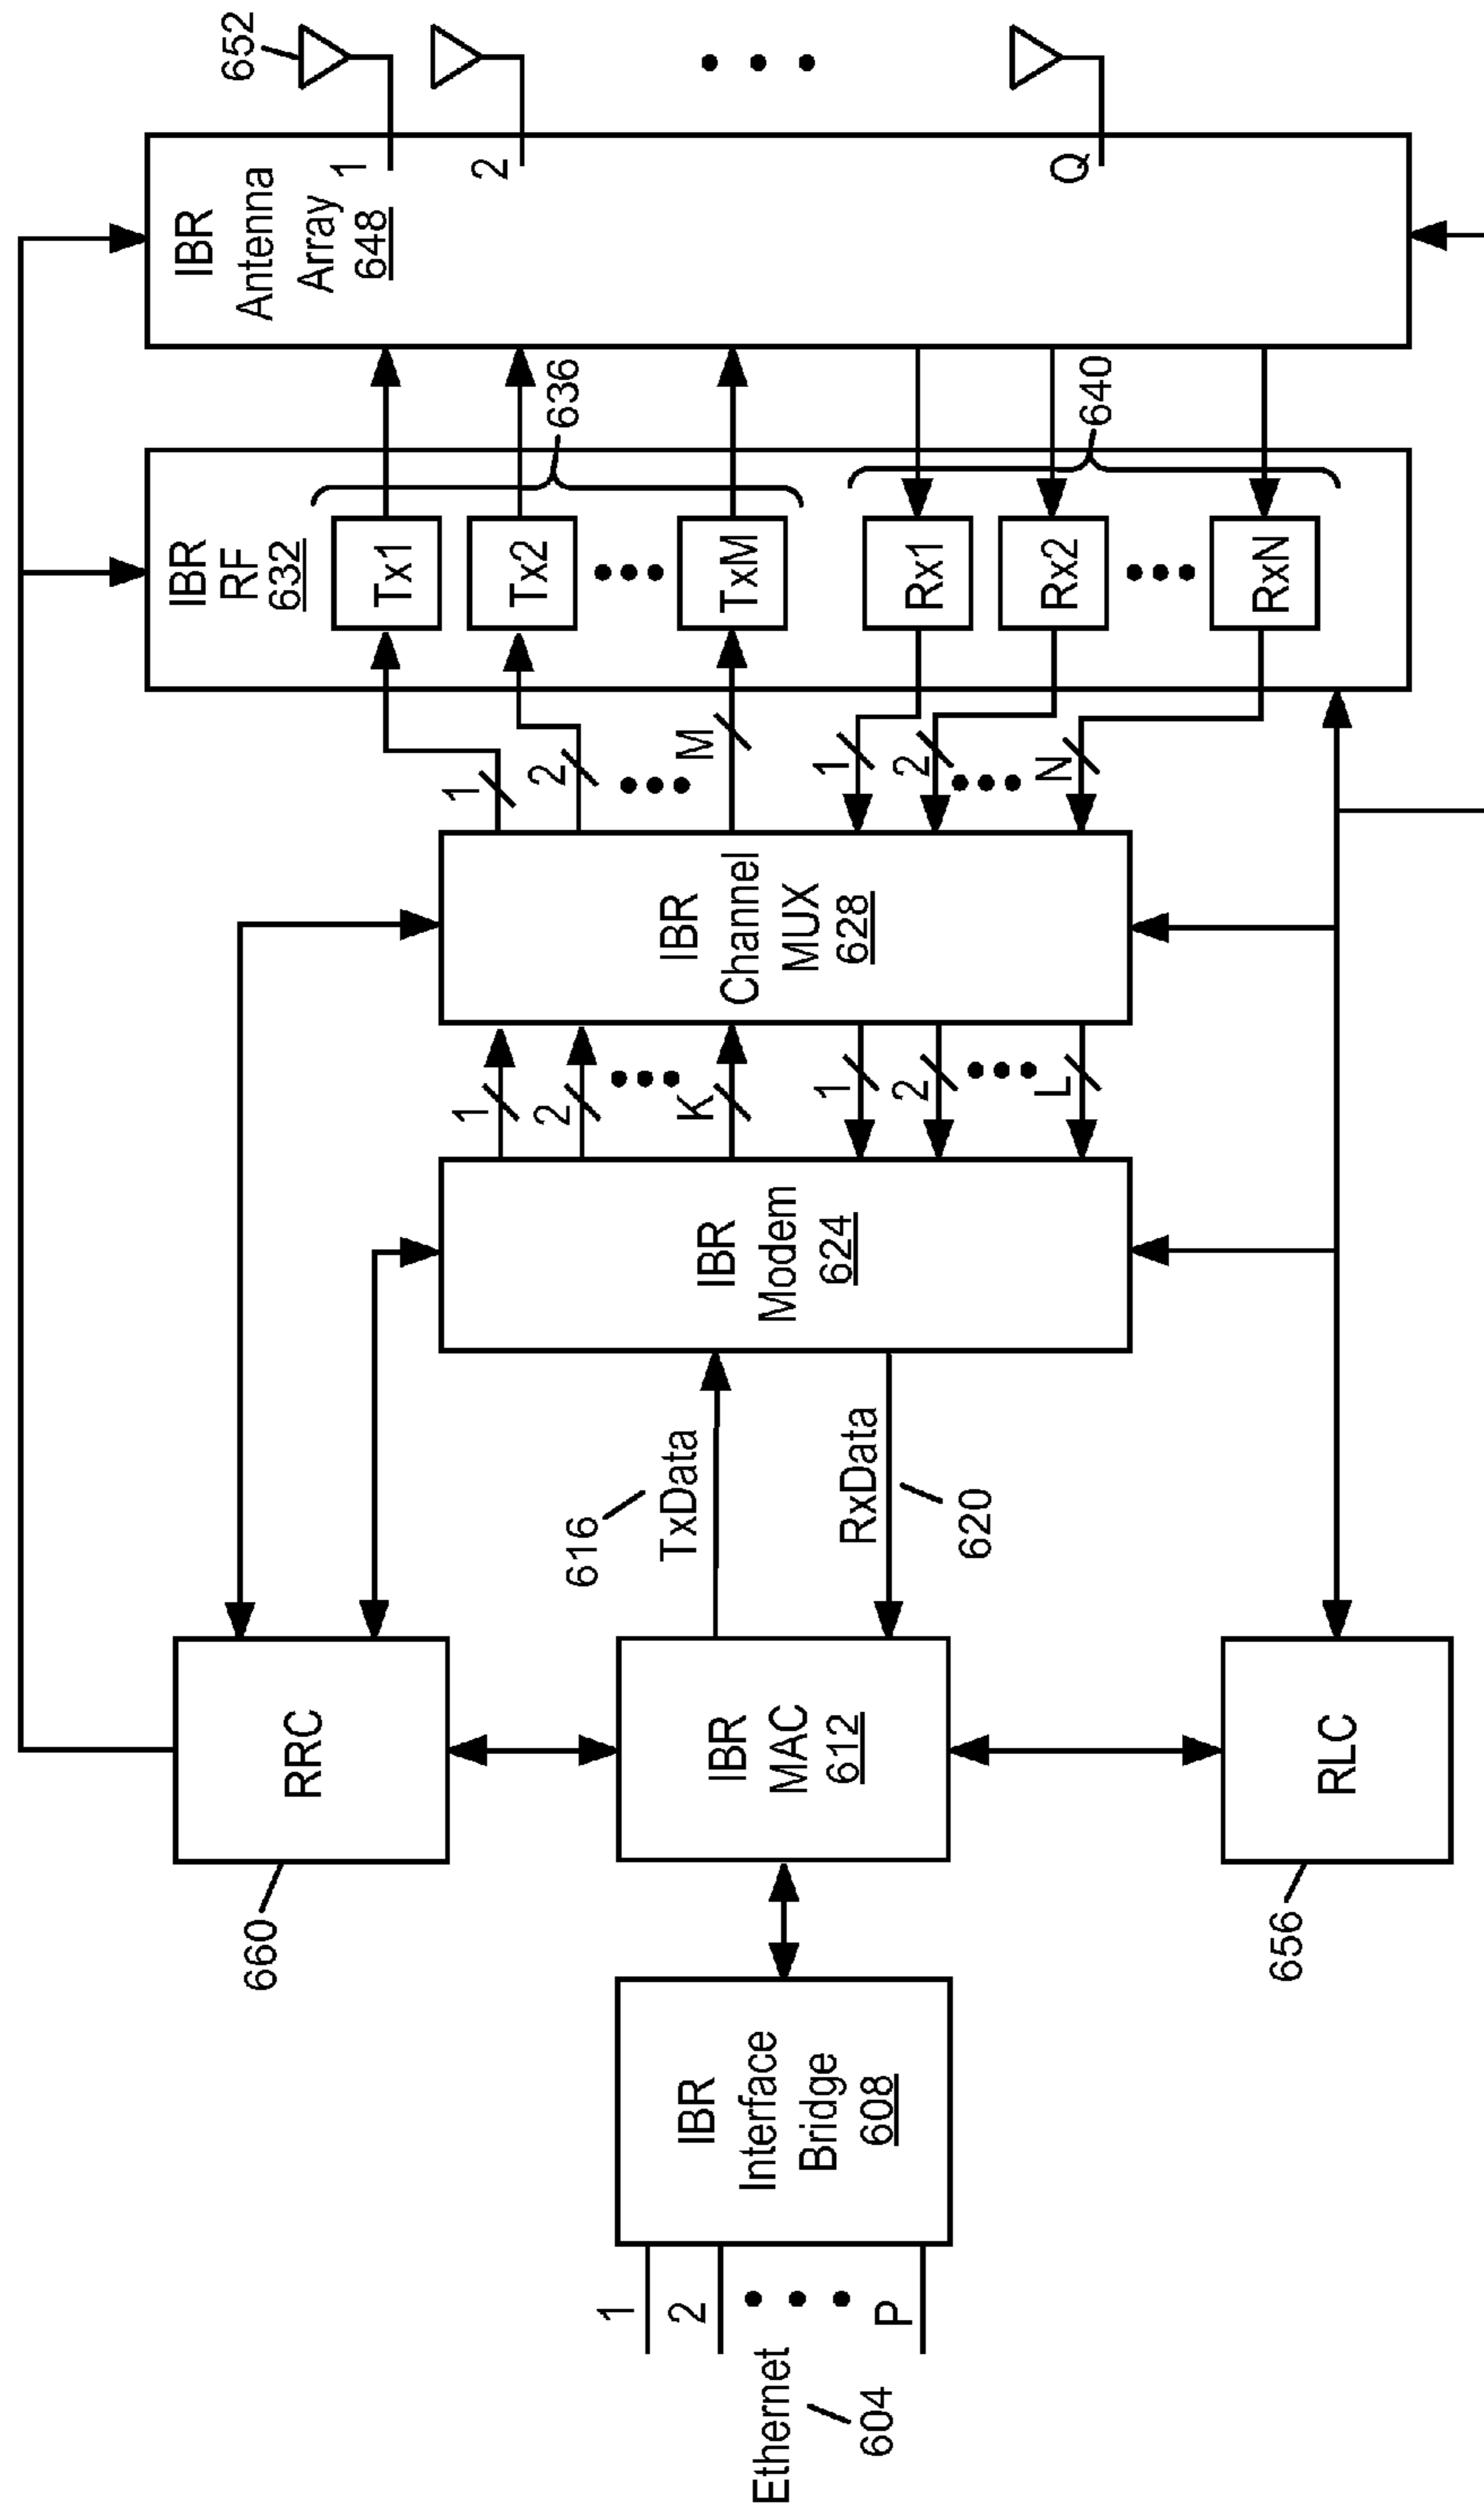 Ethernet
604
1
2
P
IBR
Interface
Bridge
608
660
RRC
IBR
MAC
612
656
RLC
616
TxData
RxData
620
IBR
Modem
624
1
2
K
1
2
L
IBR
Channel
MUX
628
1
2
M
1
2
N
IBR
RF
632
Tx1
Tx2
TxM
Rx1
Rx2
RxN
636
640
IBR
Antenna
Array
648
1
2
Q
652